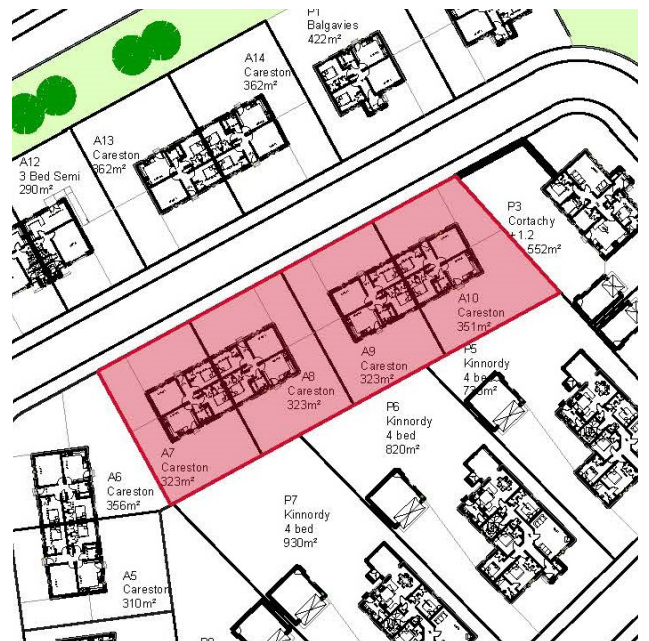 P1
Balgavies
422m²
A14
Careston
362m²
A13
Careston
362m²
A12
3 Bed Semi
290m²
P3
Cortachy
+1.2
552m²
A10
Careston
351m²
A9
Careston
323m²
A8
Careston
323m²
A7
Careston
323m²
P5
Kinnordy
4 bed
P6
Kinnordy
4 bed
820m²
A6
Careston
356m²
P7
Kinnordy
4 bed
930m²
A5
Careston
310m²